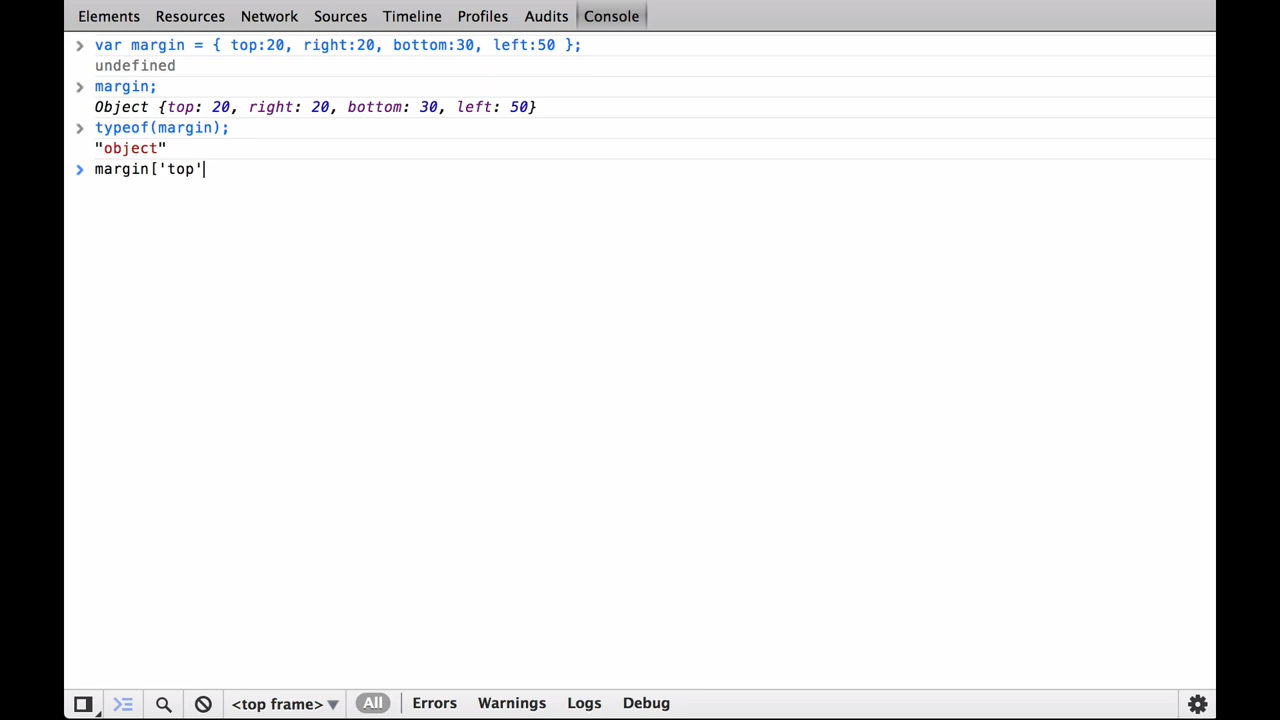 Elements Resources Network Sources Timeline Profiles Audits Console
var margin = { top:20, right:20, bottom:30, left:50 };
undefined
margin;
Object {top: 20, right: 20, bottom: 30, left: 50}
typeof(margin);
"object"
margin['top'
<top frame> All Errors Warnings Logs Debug